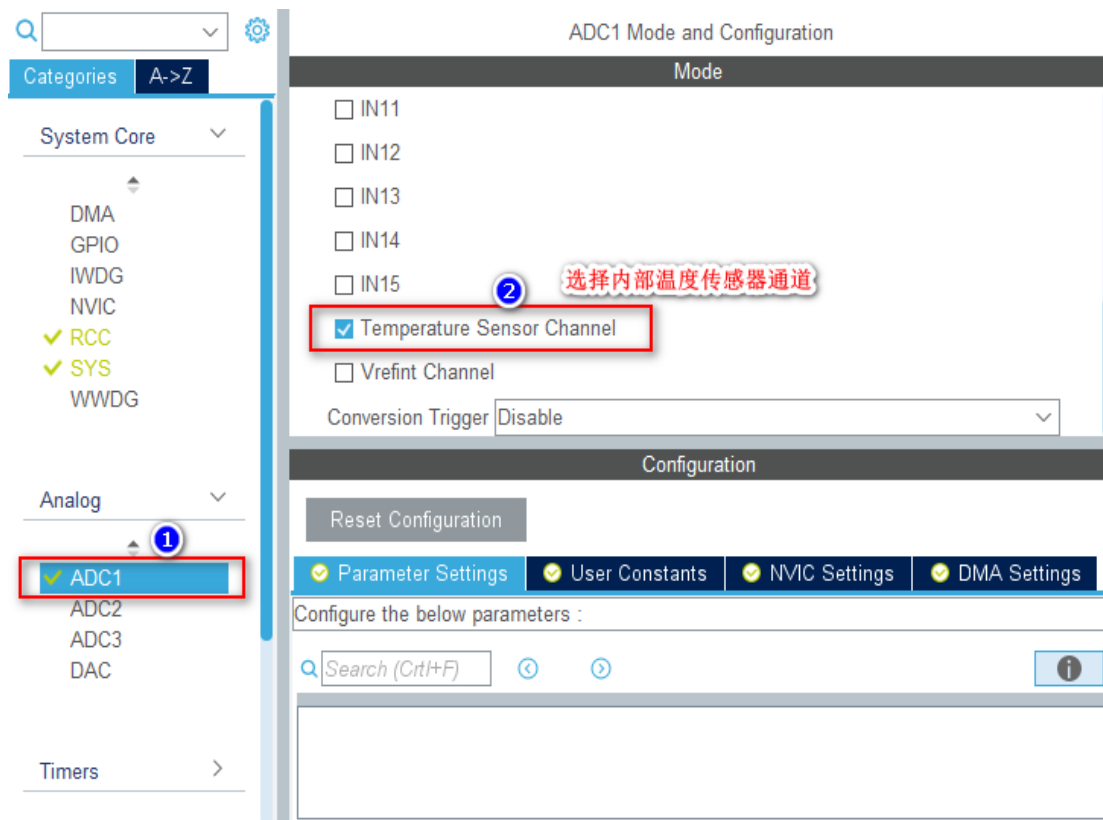 Categories
A->Z
System Core
DMA
GPIO
IWDG
NVIC
RCC
SYS
WWDG
Analog
1
ADC1
ADC2
ADC3
DAC
Timers
ADC1 Mode and Configuration
Mode
IN11
IN12
IN13
IN14
IN15
2
选择内部温度传感器通道
Temperature Sensor Channel
Vrefint Channel
Conversion Trigger Disable
Configuration
Reset Configuration
Parameter Settings
User Constants
NVIC Settings
DMA Settings
Configure the below parameters :
Search (Crtl+F)